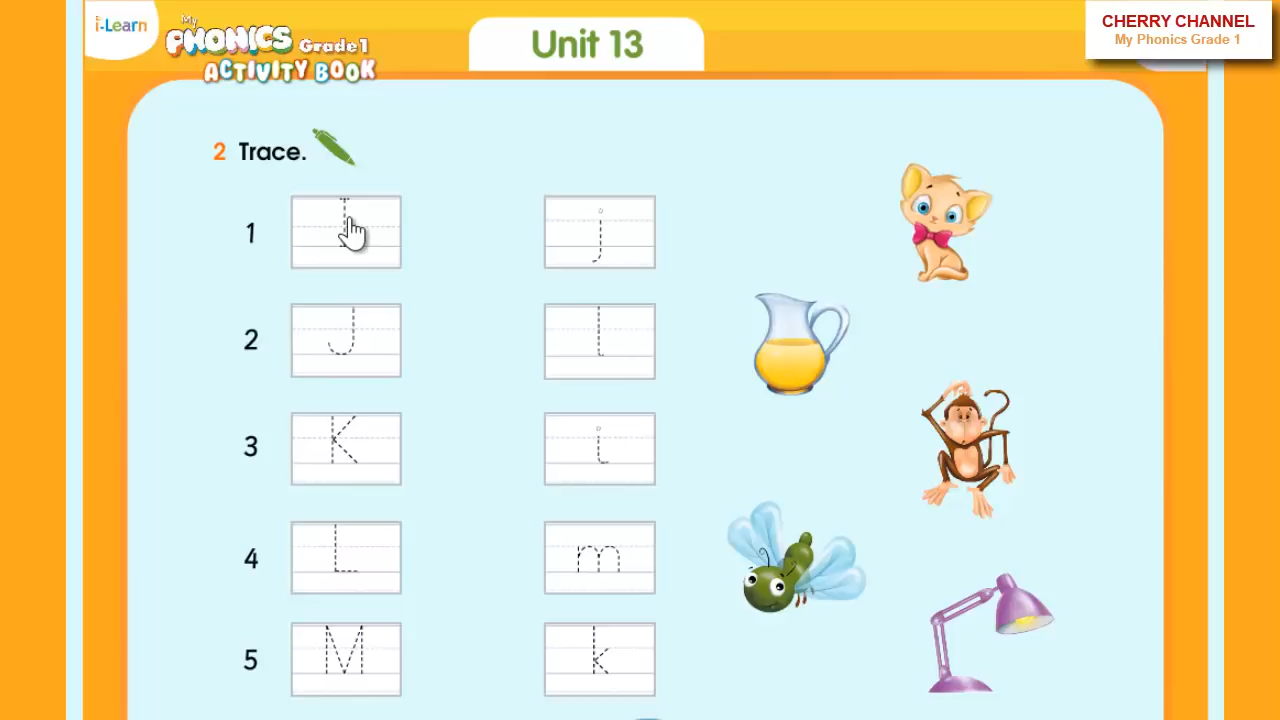 i-Learn
My
PHONICS Grade 1
ACTIVITY BOOK
Unit 13
CHERRY CHANNEL
My Phonics Grade 1
2 Trace.
1 I j
2 J l
3 K i
4 L m
5 M k